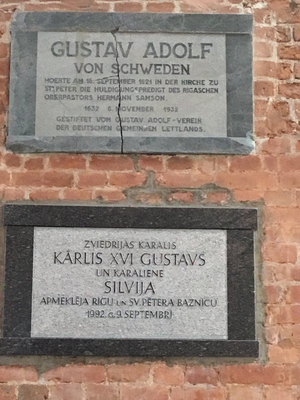 GUSTAV ADOLF
VON SCHWEDEN
HOERTE AM 16. SEPTEMBER 1621 IN DER KIRCHE ZU
ST. PETER DIE HULDIGUNGSPREDIGT DES RIGASCHEN
OBERPASTORS HERMANN SAMSON.
1632 6. NOVEMBER 1932
GESTIFTET VOM GUSTAV ADOLF-VEREIN
DER DEUTSCHEN GEMEINDEN LETTLANDS.
ZVIEDRIJAS KARALIS
KĀRLIS XVI GUSTAVS
UN KARALIENE
SILVIJA
APMEKLĒJA RĪGU UN SV. PĒTERA BAZNĪCU
1992. G. 9. SEPTEMBRĪ